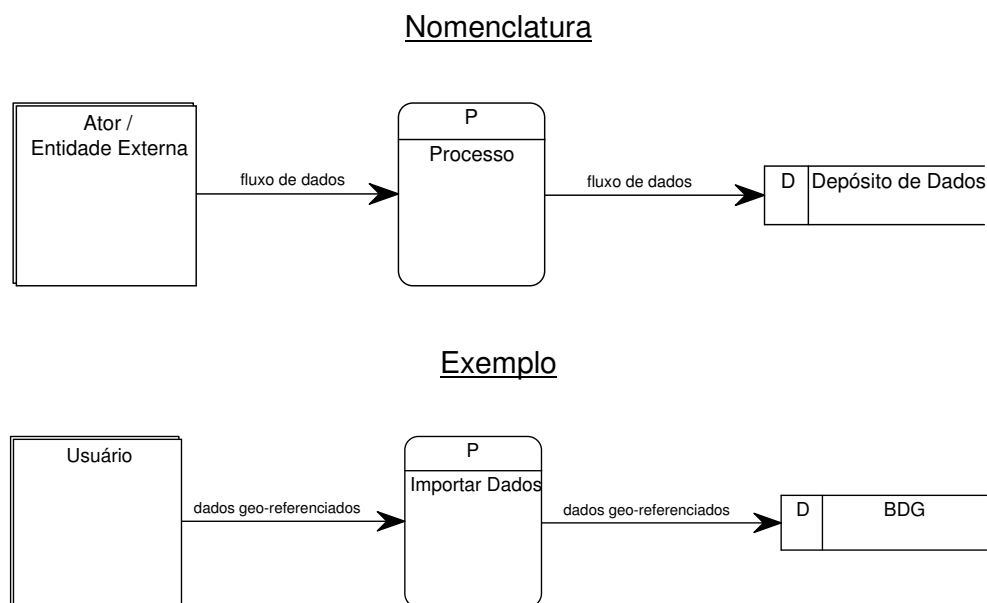 Nomenclatura
Ator /
Entidade Externa
fluxo de dados
P
Processo
fluxo de dados
D
Depósito de Dados
Exemplo
Usuário
dados geo-referenciados
P
Importar Dados
dados geo-referenciados
D
BDG